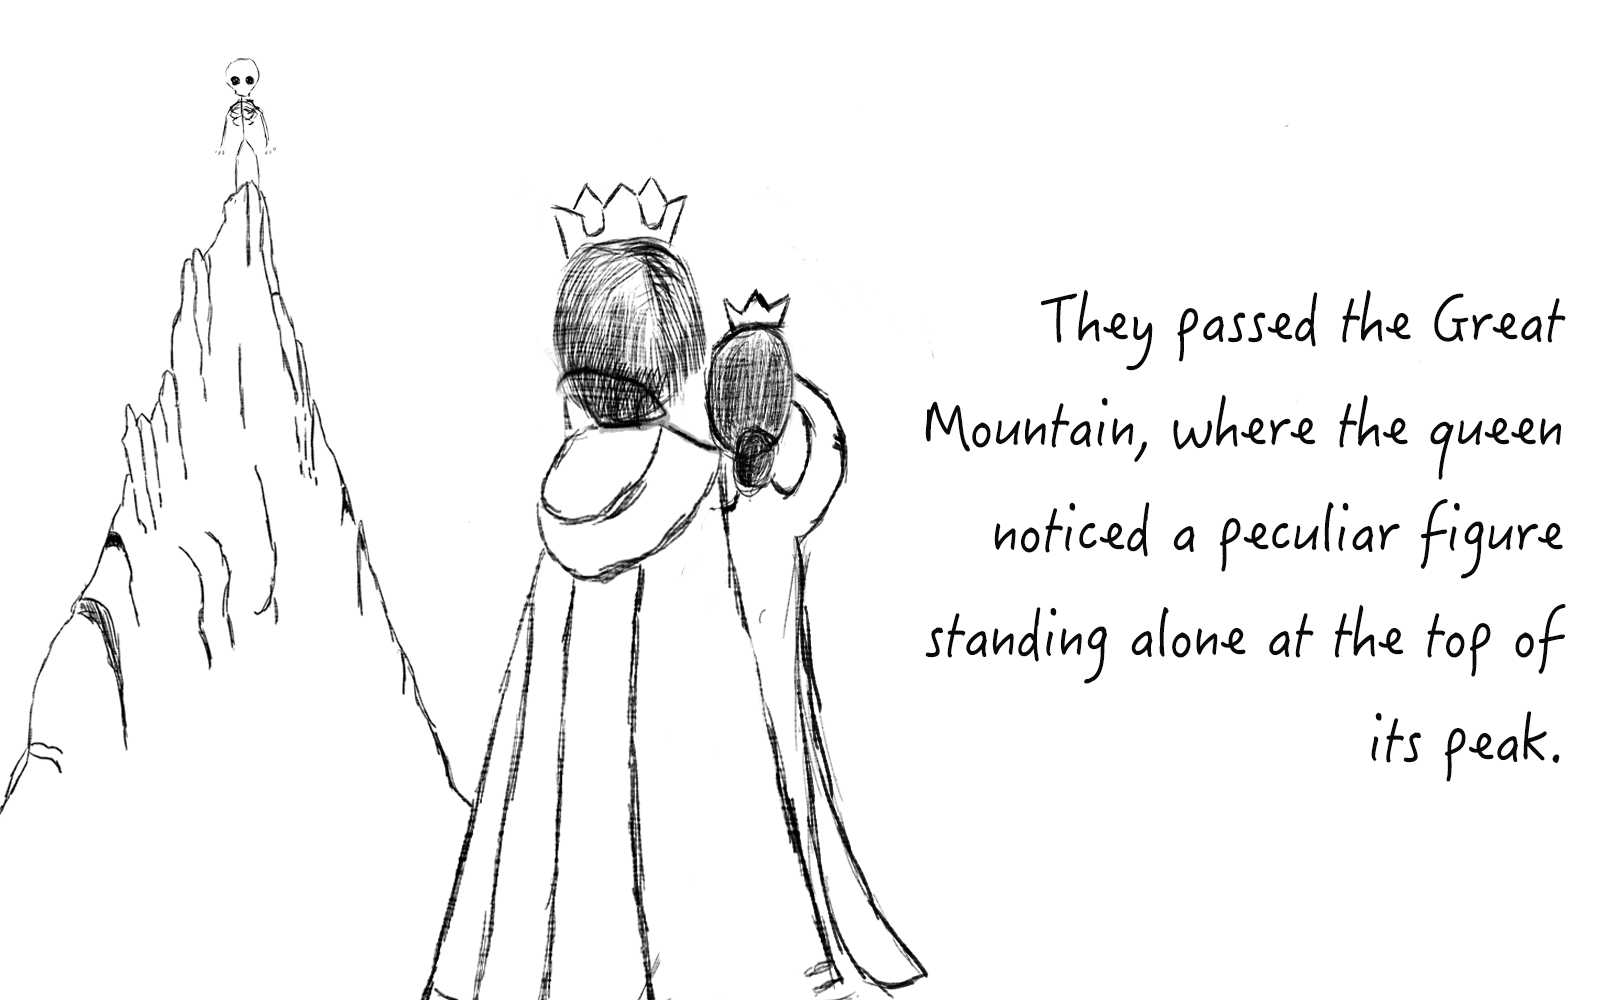 They passed the Great
Mountain, where the queen
noticed a peculiar figure
standing alone at the top of
its peak.